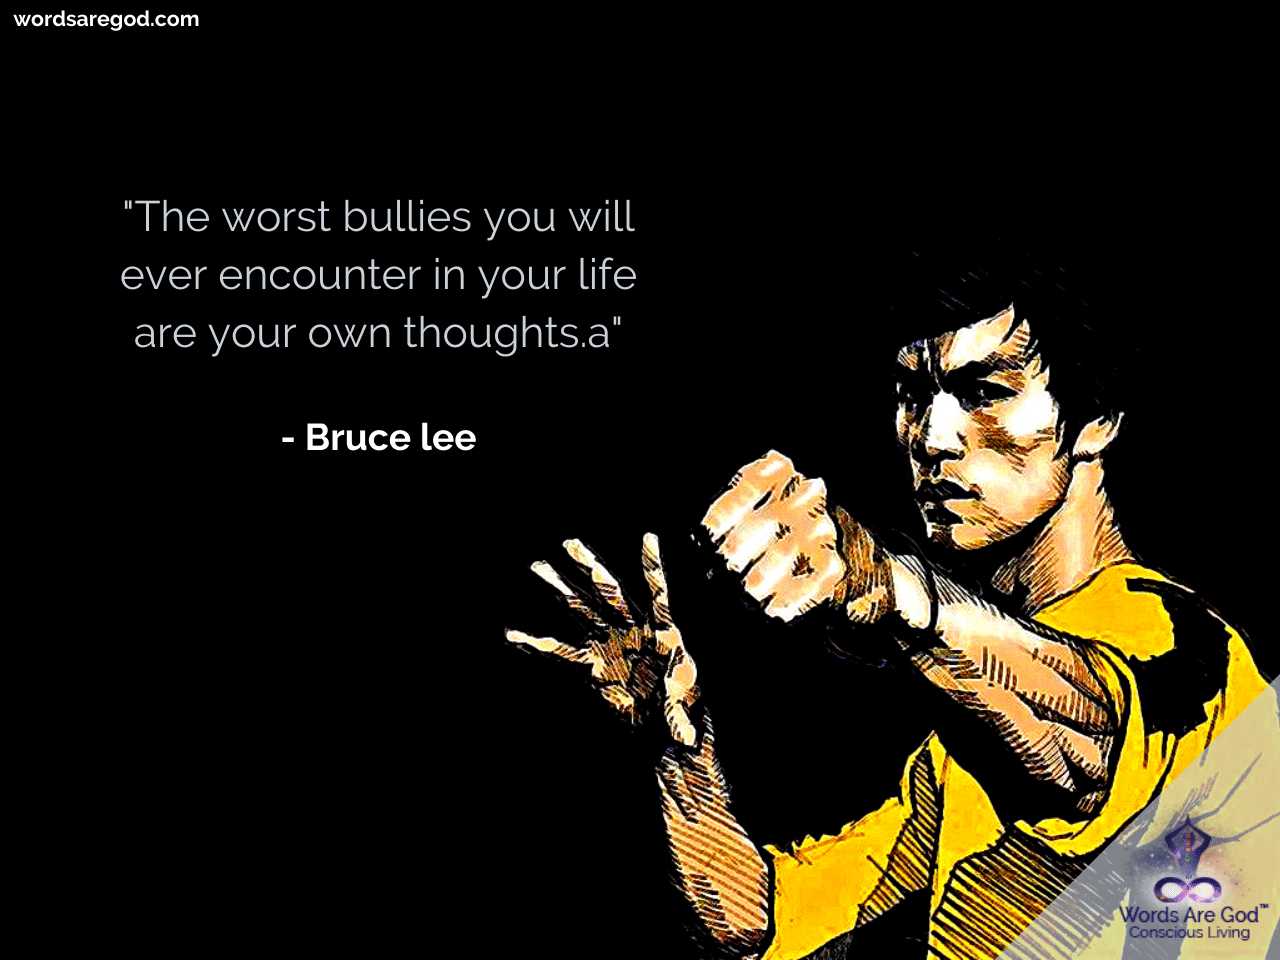 wordsaregod.com
"The worst bullies you will
ever encounter in your life
are your own thoughts.a"
- Bruce lee
Words Are God™
Conscious Living